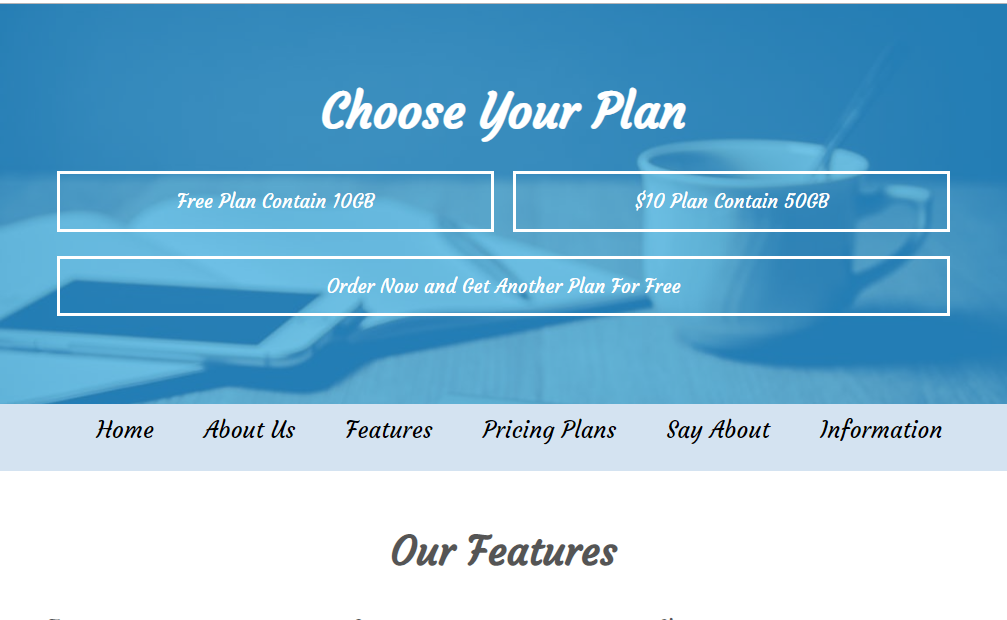 Choose Your Plan
Free Plan Contain 10GB
$10 Plan Contain 50GB
Order Now and Get Another Plan For Free
Home About Us Features Pricing Plans Say About Information
Our Features